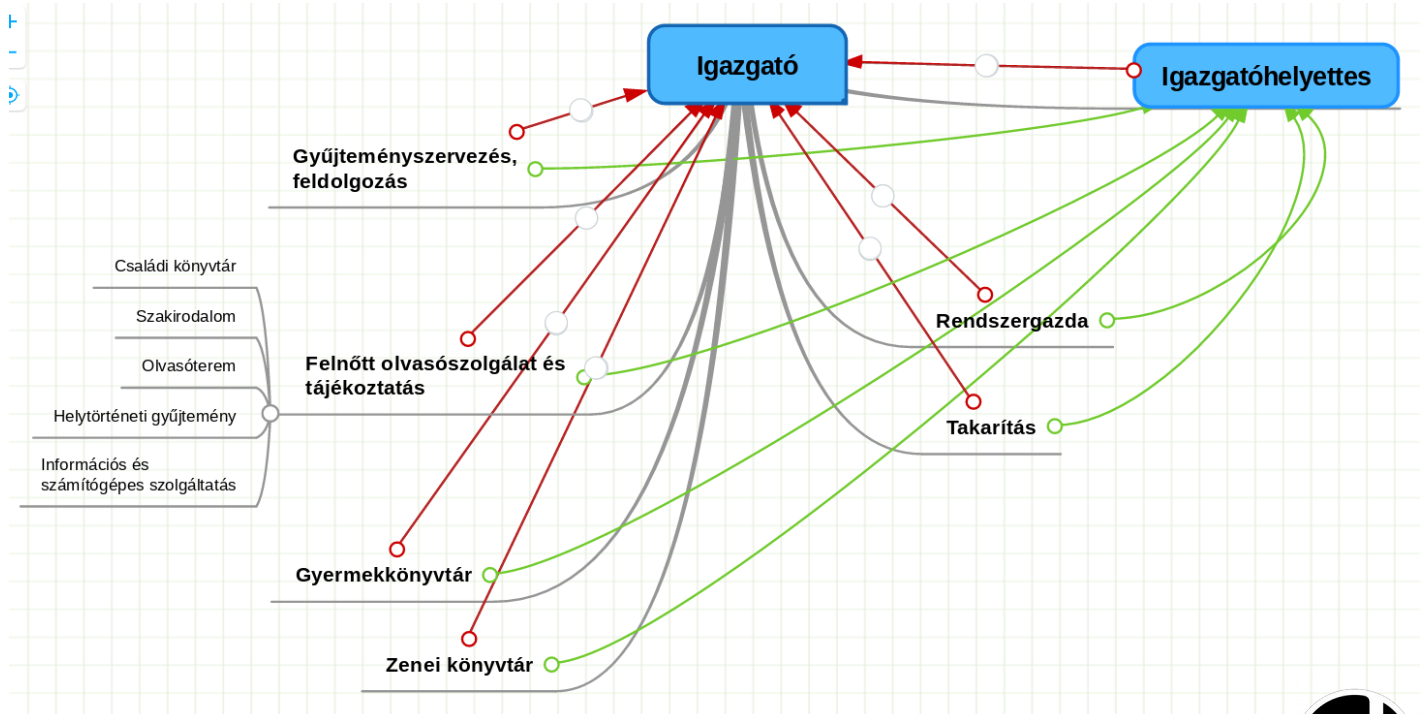 Igazgató
Igazgatóhelyettes
Gyűjteményszervezés,
feldolgozás
Családi könyvtár
Szakirodalom
Olvasóterem
Helytörténeti gyűjtemény
Információs és
számítógépes szolgáltatás
Felnőtt olvasószolgálat és
tájékoztatás
Rendszergazda
Takarítás
Gyermekkönyvtár
Zenei könyvtár